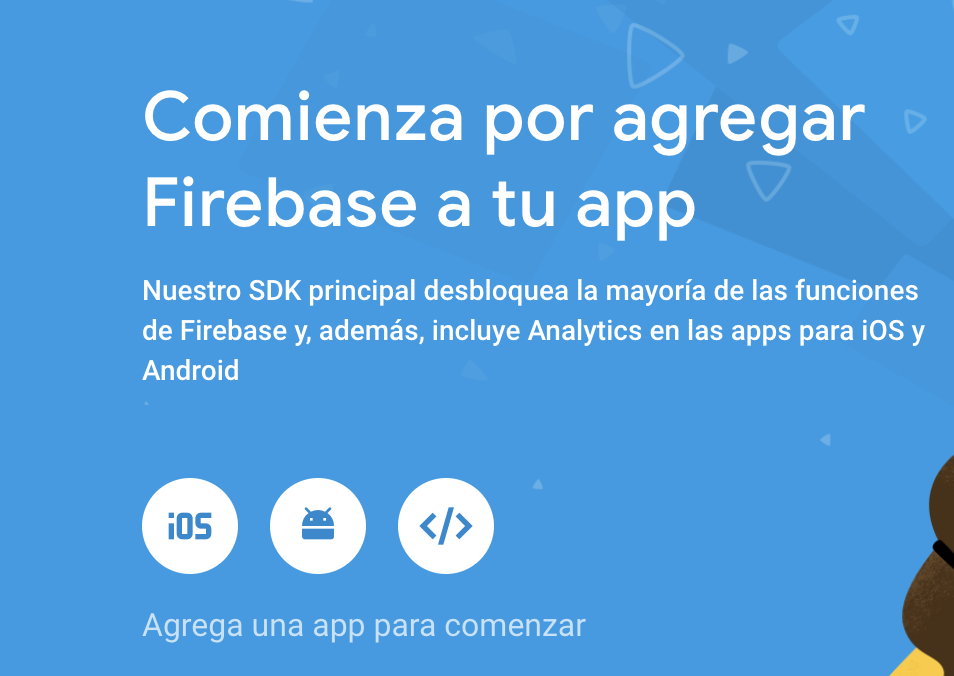 Comienza por agregar
Firebase a tu app
Nuestro SDK principal desbloquea la mayoría de las funciones
de Firebase y, además, incluye Analytics en las apps para iOS y
Android
iOS
</>
Agrega una app para comenzar